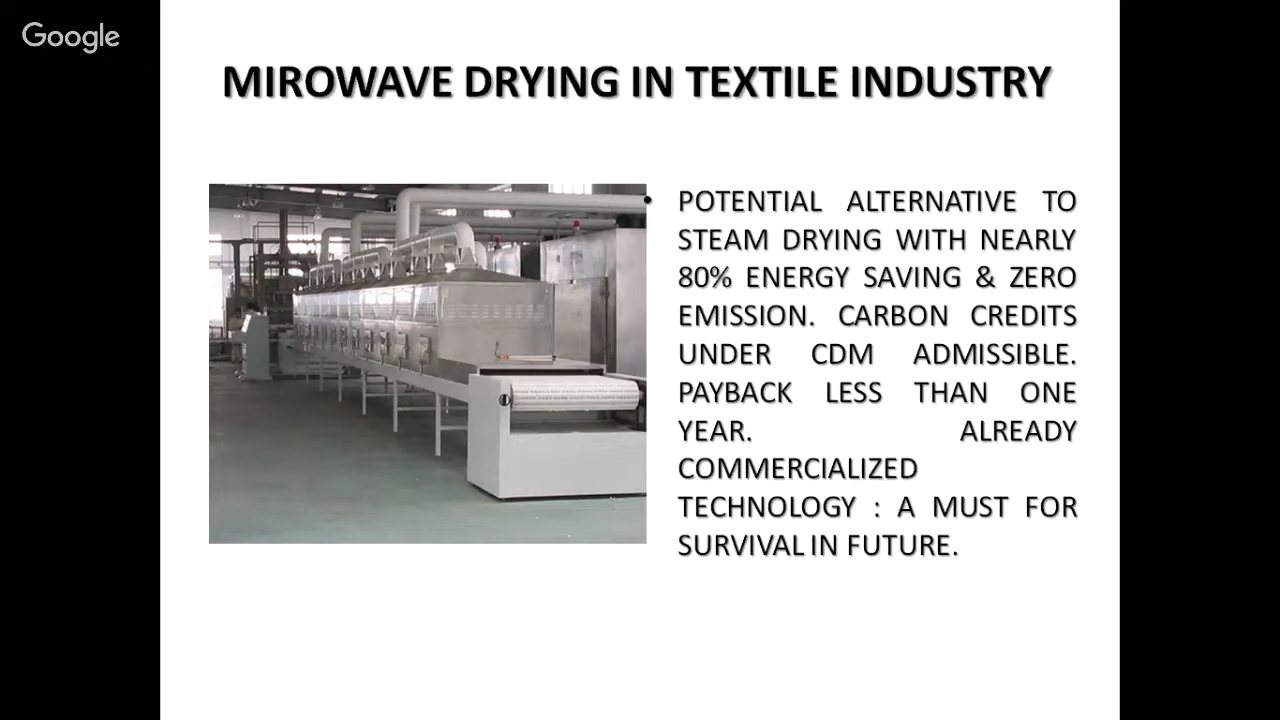 Google
MIROWAVE DRYING IN TEXTILE INDUSTRY
• POTENTIAL ALTERNATIVE TO
STEAM DRYING WITH NEARLY
80% ENERGY SAVING & ZERO
EMISSION. CARBON CREDITS
UNDER CDM ADMISSIBLE.
PAYBACK LESS THAN ONE
YEAR. ALREADY
COMMERCIALIZED
TECHNOLOGY : A MUST FOR
SURVIVAL IN FUTURE.